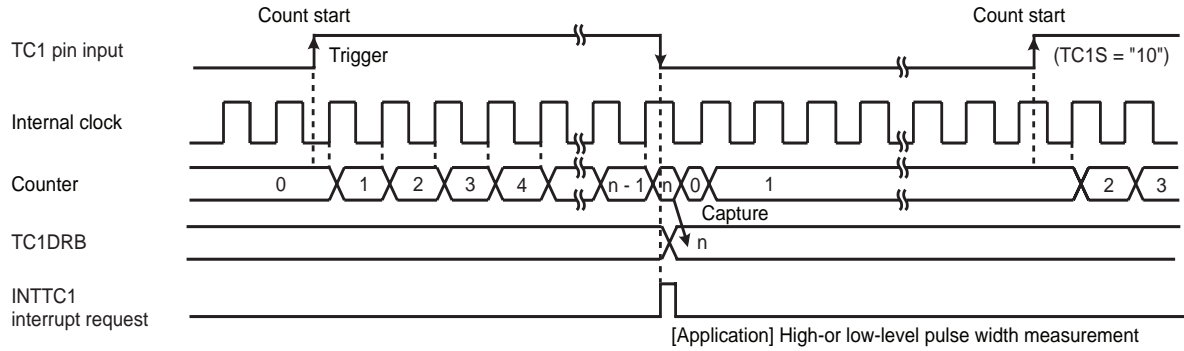 Count start Count start
TC1 pin input Trigger (TC1S = "10")
Internal clock
Counter 0 1 2 3 4 n - 1 n 0 1 2 3
Capture
TC1DRB n
INTTC1
interrupt request
[Application] High-or low-level pulse width measurement